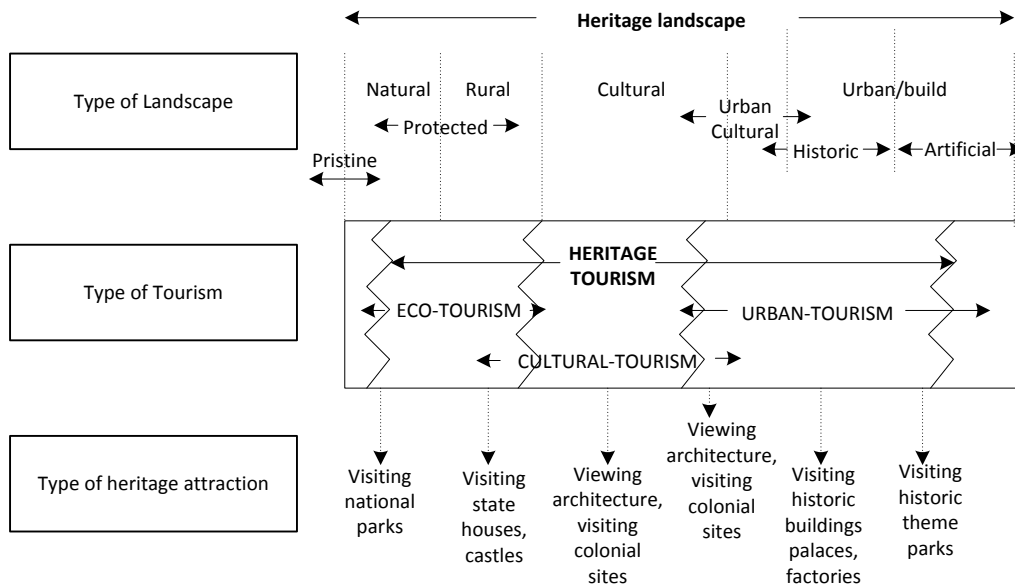 Heritage landscape
Type of Landscape
Natural
Rural
Cultural
Urban/build
Protected
Urban
Cultural
Historic
Artificial
Pristine
Type of Tourism
HERITAGE
TOURISM
ECO-TOURISM
URBAN-TOURISM
CULTURAL-TOURISM
Type of heritage attraction
Visiting
national
parks
Visiting
state
houses,
castles
Viewing
architecture,
visiting
colonial
sites
Viewing
architecture,
visiting
colonial
sites
Visiting
historic
buildings
palaces,
factories
Visiting
historic
theme
parks